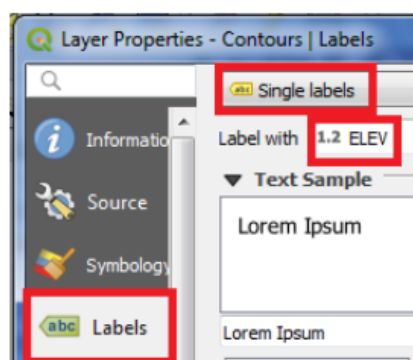 Layer Properties - Contours | Labels
abc Single labels
Informatio
Label with 1.2 ELEV
Text Sample
Source
Lorem Ipsum
Symbology
abc Labels
Lorem Ipsum